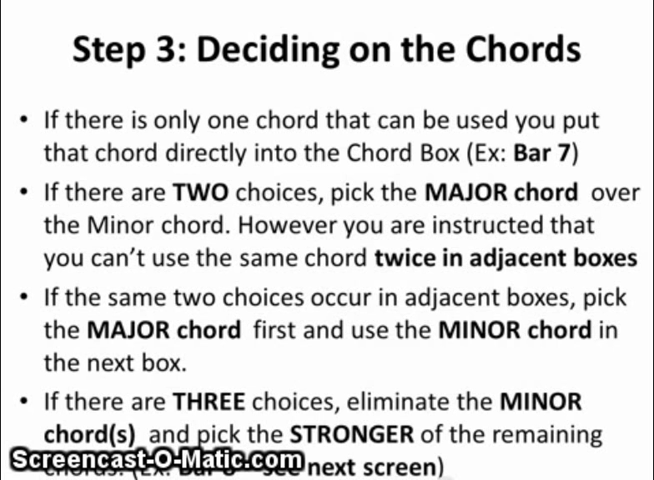 Step 3: Deciding on the Chords
• If there is only one chord that can be used you put
that chord directly into the Chord Box (Ex: Bar 7)
• If there are TWO choices, pick the MAJOR chord over
the Minor chord. However you are instructed that
you can't use the same chord twice in adjacent boxes
• If the same two choices occur in adjacent boxes, pick
the MAJOR chord first and use the MINOR chord in
the next box.
• If there are THREE choices, eliminate the MINOR
chord(s) and pick the STRONGER of the remaining
next screen)
Screencast-O-Matic.com